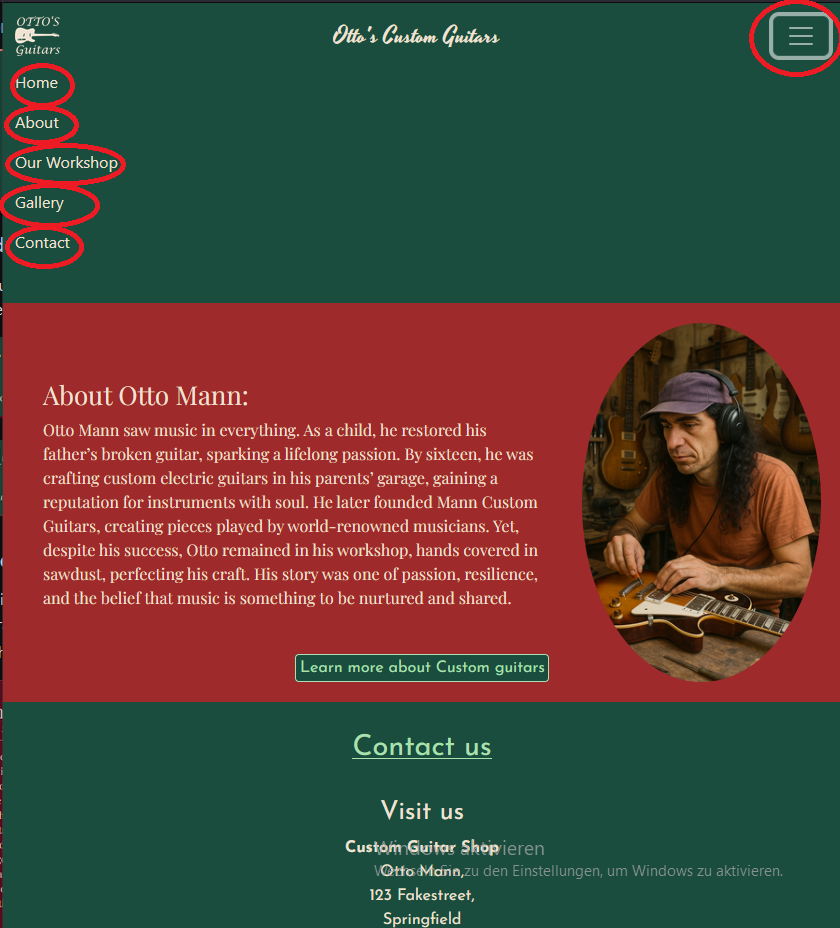 OTTO'S
Guitars
Otto's Custom Guitars
Home
About
Our Workshop
Gallery
Contact
About Otto Mann:
Otto Mann saw music in everything. As a child, he restored his
father’s broken guitar, sparking a lifelong passion. By sixteen, he was
crafting custom electric guitars in his parents’ garage, gaining a
reputation for instruments with soul. He later founded Mann Custom
Guitars, creating pieces played by world-renowned musicians. Yet,
despite his success, Otto remained in his workshop, hands covered in
sawdust, perfecting his craft. His story was one of passion, resilience,
and the belief that music is something to be nurtured and shared.
Learn more about Custom guitars
Contact us
Visit us
Custom Guitar Shop
Windows aktivieren
Otto Mann,
Wechseln Sie zu den Einstellungen, um Windows zu aktivieren.
123 Fakestreet,
Springfield